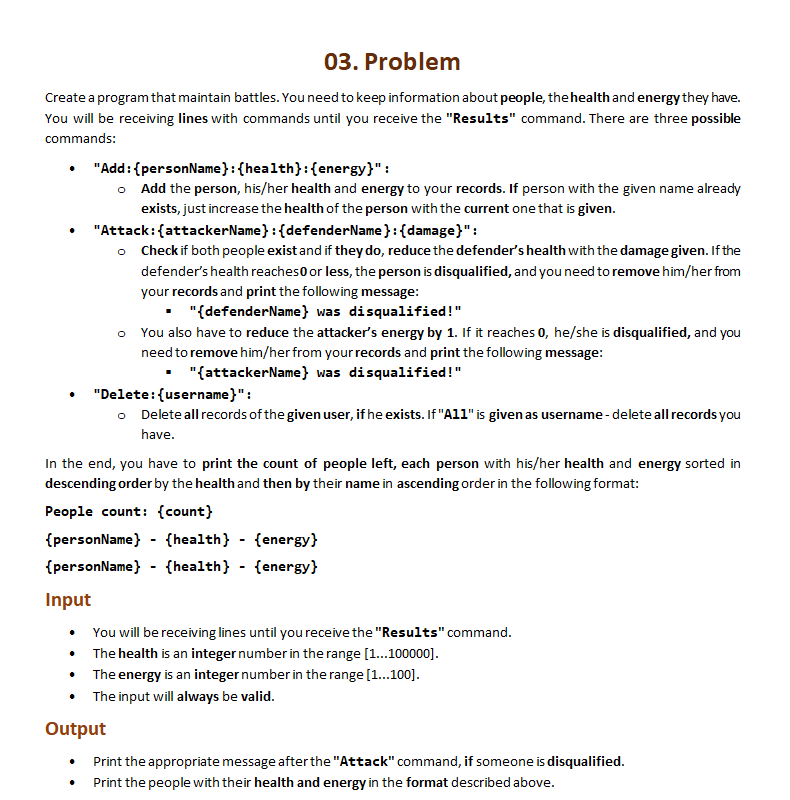 03. Problem
Create a program that maintain battles. You need to keep information about people, the health and energy they have.
You will be receiving lines with commands until you receive the "Results" command. There are three possible
commands:
• "Add:{personName}:{health}:{energy}":
o Add the person, his/her health and energy to your records. If person with the given name already
exists, just increase the health of the person with the current one that is given.
• "Attack:{attackerName}:{defenderName}:{damage}":
o Check if both people exist and if they do, reduce the defender's health with the damage given. If the
defender's health reaches 0 or less, the person is disqualified, and you need to remove him/her from
your records and print the following message:
▪ "{defenderName} was disqualified!"
o You also have to reduce the attacker's energy by 1. If it reaches 0, he/she is disqualified, and you
need to remove him/her from your records and print the following message:
▪ "{attackerName} was disqualified!"
• "Delete:{username}":
o Delete all records of the given user, if he exists. If "All" is given as username - delete all records you
have.
In the end, you have to print the count of people left, each person with his/her health and energy sorted in
descending order by the health and then by their name in ascending order in the following format:
People count: {count}
{personName} - {health} - {energy}
{personName} - {health} - {energy}
Input
• You will be receiving lines until you receive the "Results" command.
• The health is an integer number in the range [1...100000].
• The energy is an integer number in the range [1...100].
• The input will always be valid.
Output
• Print the appropriate message after the "Attack" command, if someone is disqualified.
• Print the people with their health and energy in the format described above.